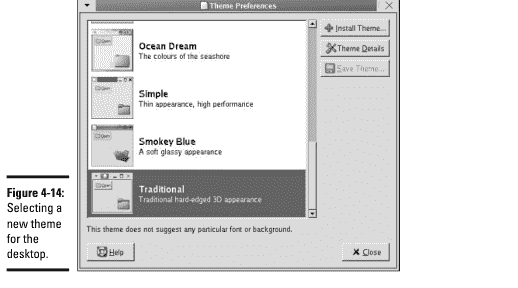 Theme Preferences
Ocean Dream
The colours of the seashore
Simple
Thin appearance, high performance
Smokey Blue
A soft glassy appearance
Traditional
Traditional hard-edged 3D appearance
Install Theme...
Theme Details
Save Theme...
This theme does not suggest any particular font or background.
Help
Close
Figure 4-14:
Selecting a
new theme
for the
desktop.